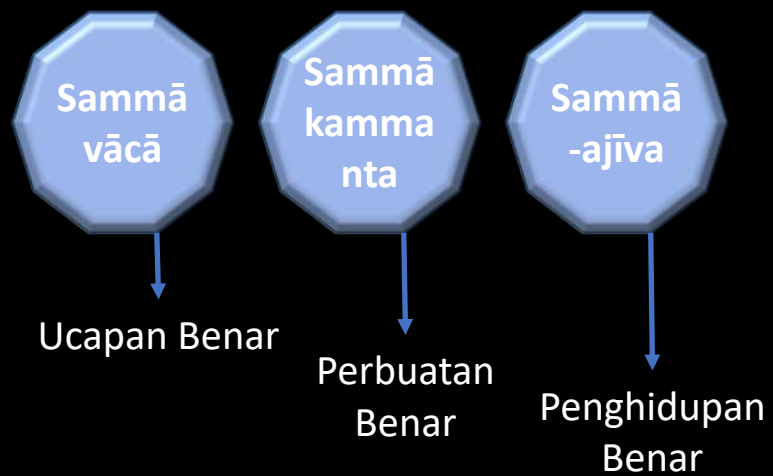 Sammā
vācā
Sammā
kamma
nta
Sammā
-ajīva
Ucapan Benar
Perbuatan
Benar
Penghidupan
Benar